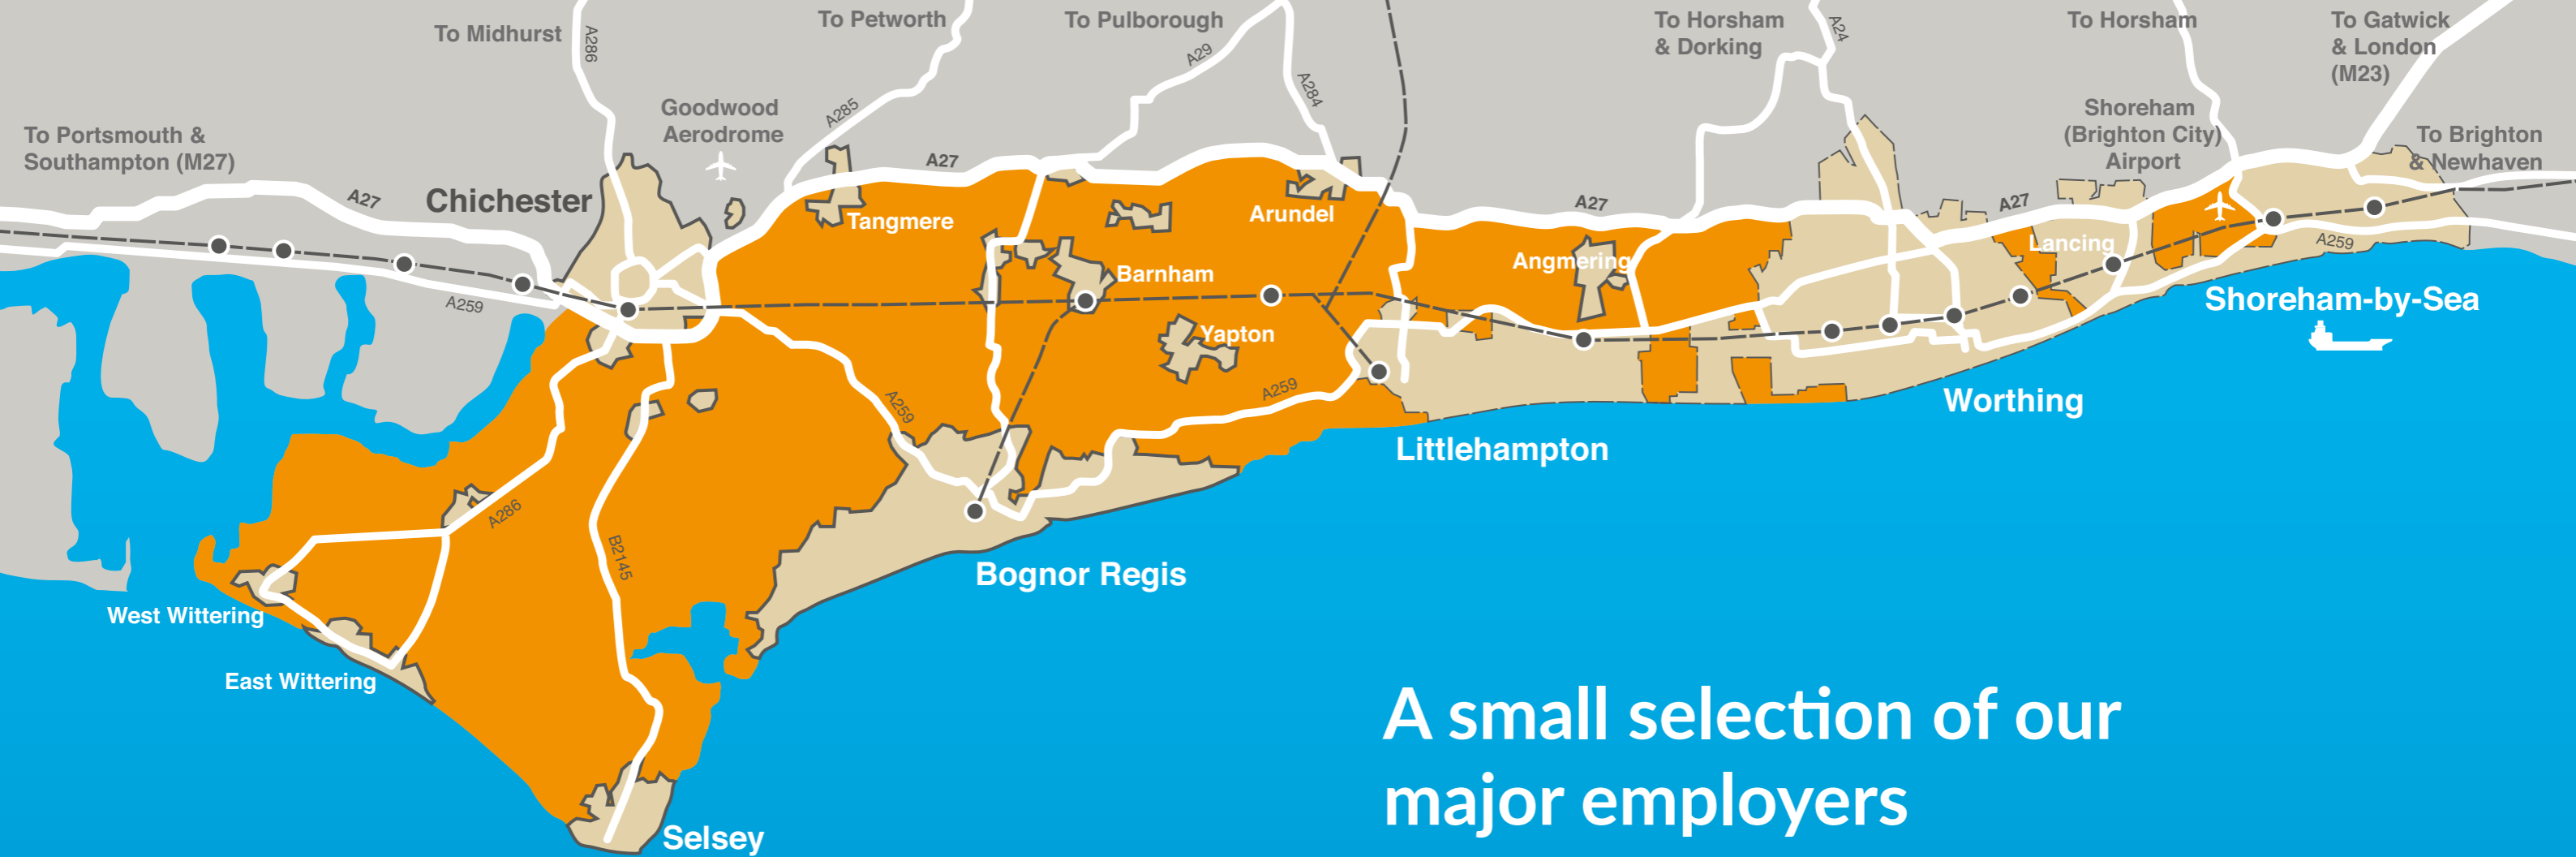 To Midhurst
A286
To Petworth
To Pulborough
A29
A284
To Horsham
& Dorking
A24
To Horsham
To Gatwick
& London
(M23)
To Portsmouth &
Southampton (M27)
Goodwood
Aerodrome
A285
Shoreham
(Brighton City)
Airport
To Brighton
& Newhaven
A27
Chichester
A27
Tangmere
Arundel
A27
A27
Angmering
Lancing
A259
A259
Barnham
Yapton
Shoreham-by-Sea
A259
A259
Worthing
Littlehampton
A286
B2145
Bognor Regis
West Wittering
East Wittering
Selsey
A small selection of our
major employers